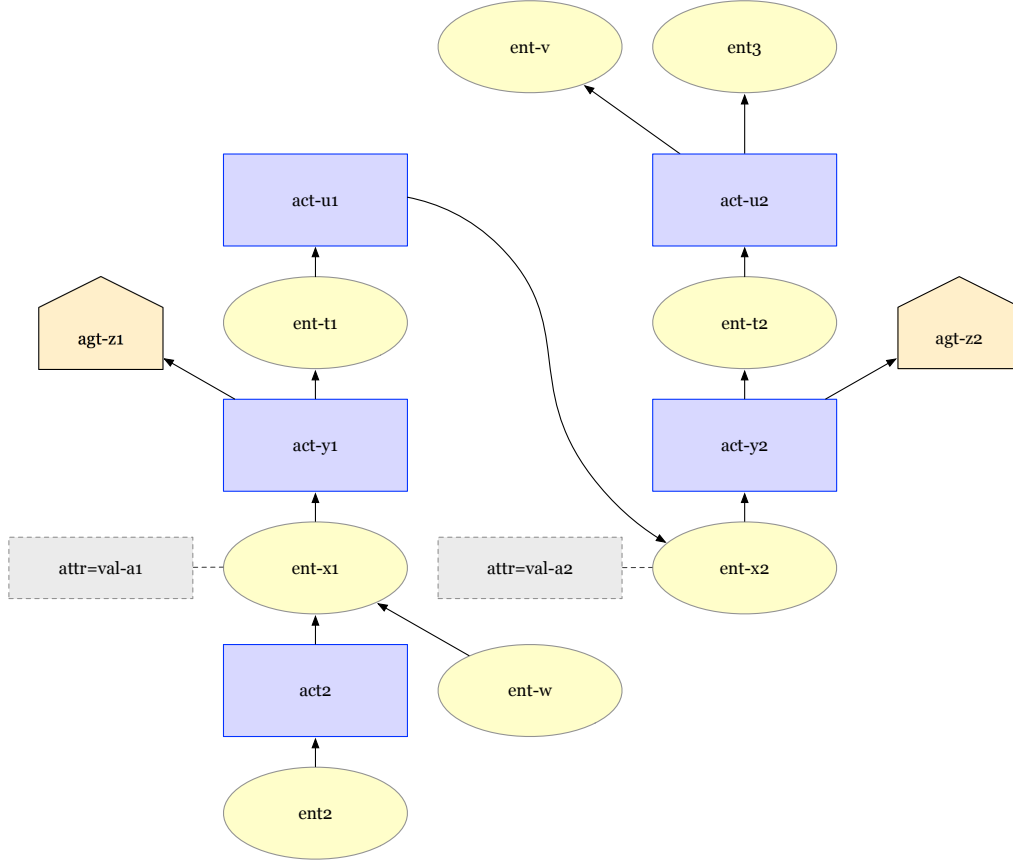 ent-v
ent3
act-u1
act-u2
agt-z1
ent-t1
ent-t2
agt-z2
act-y1
act-y2
attr=val-a1
ent-x1
attr=val-a2
ent-x2
act2
ent-w
ent2